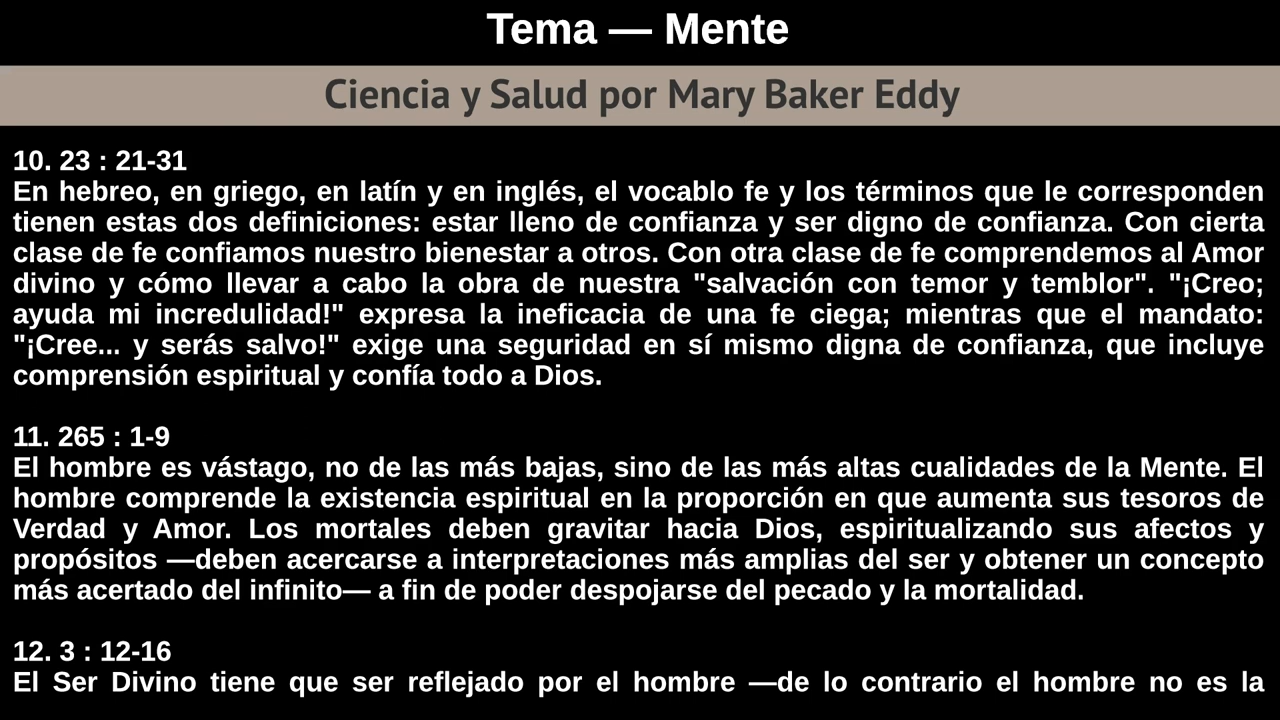 Tema — Mente
Ciencia y Salud por Mary Baker Eddy
10. 23 : 21-31
En hebreo, en griego, en latín y en inglés, el vocablo fe y los términos que le corresponden
tienen estas dos definiciones: estar lleno de confianza y ser digno de confianza. Con cierta
clase de fe confiamos nuestro bienestar a otros. Con otra clase de fe comprendemos al Amor
divino y cómo llevar a cabo la obra de nuestra "salvación con temor y temblor". "¡Creo;
ayuda mi incredulidad!" expresa la ineficacia de una fe ciega; mientras que el mandato:
"¡Cree... y serás salvo!" exige una seguridad en sí mismo digna de confianza, que incluye
comprensión espiritual y confía todo a Dios.
11. 265 : 1-9
El hombre es vástago, no de las más bajas, sino de las más altas cualidades de la Mente. El
hombre comprende la existencia espiritual en la proporción en que aumenta sus tesoros de
Verdad y Amor. Los mortales deben gravitar hacia Dios, espiritualizando sus afectos y
propósitos —deben acercarse a interpretaciones más amplias del ser y obtener un concepto
más acertado del infinito— a fin de poder despojarse del pecado y la mortalidad.
12. 3 : 12-16
El Ser Divino tiene que ser reflejado por el hombre —de lo contrario el hombre no es la